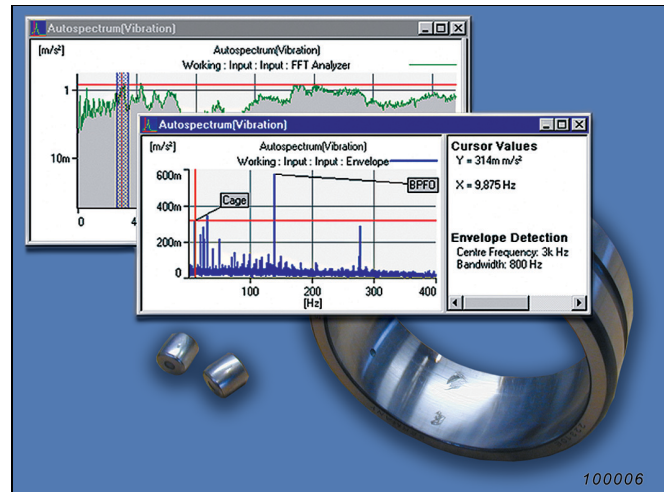 Autospectrum(Vibration)
[m/s²]
Autospectrum(Vibration)
Working : Input : Input : FFT Analyzer
1
10m
0
4
Autospectrum(Vibration)
[m/s²]
Autospectrum(Vibration)
Working : Input : Input : Envelope
600m
400m
200m
0
Cage
BPFO
100
200
300
400
[Hz]
Cursor Values
Y = 314m m/s²
X = 9,875 Hz
Envelope Detection
Centre Frequency: 3k Hz
Bandwidth: 800 Hz
100006